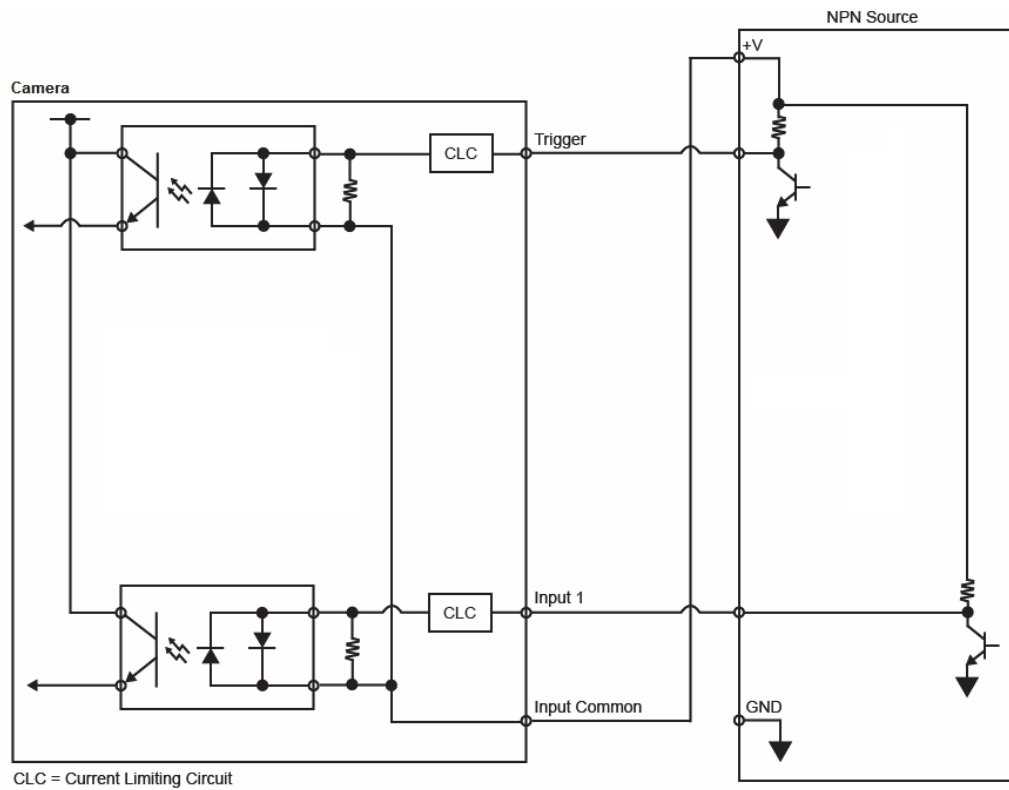 NPN Source
+V
Camera
CLC
Trigger
CLC
Input 1
Input Common
GND
CLC = Current Limiting Circuit